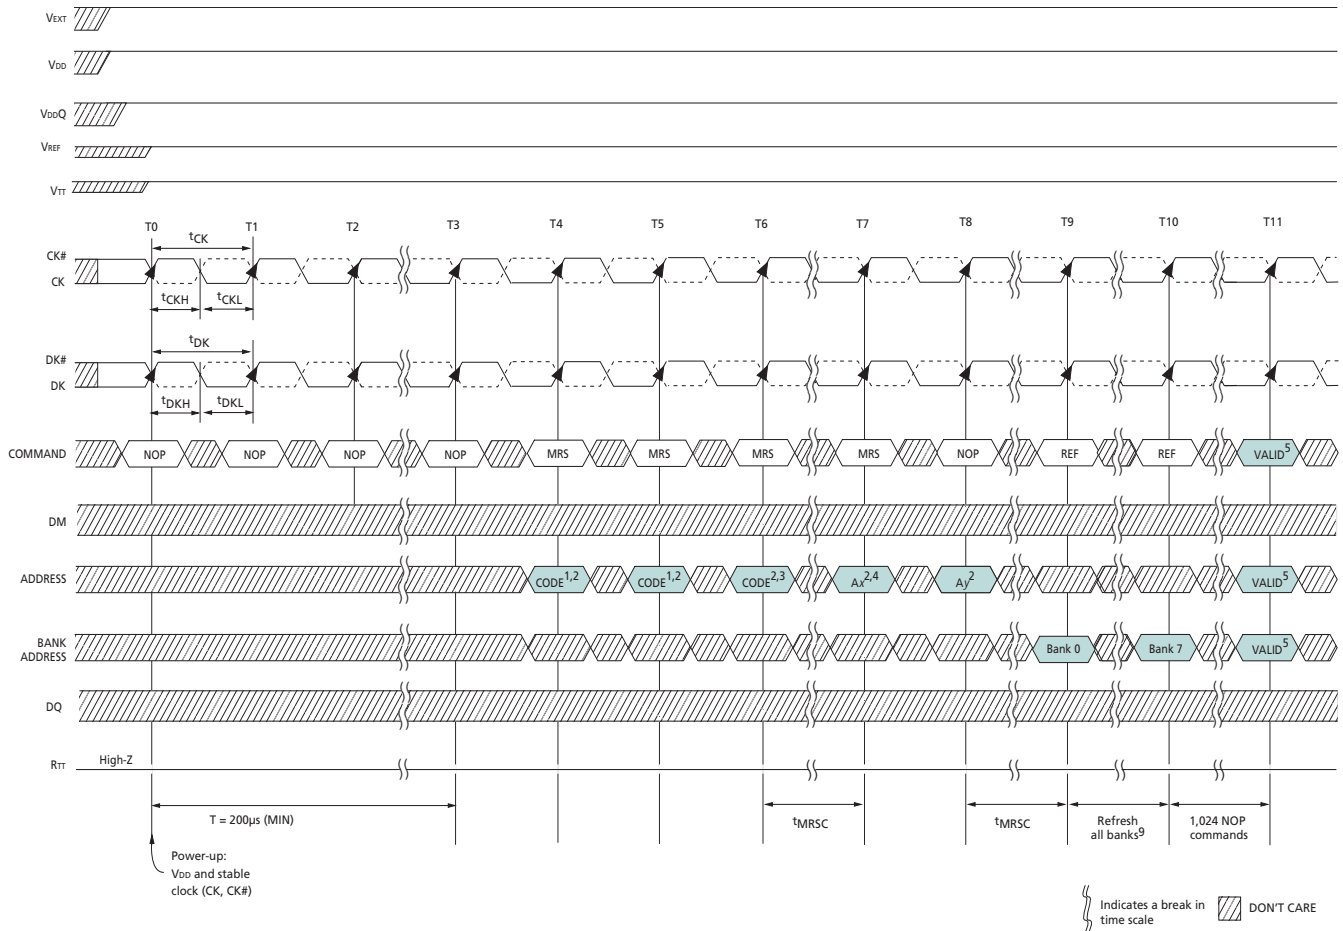 VEXT
VDD
VDDQ
VREF
VTT
T0 T1 T2 T3 T4 T5 T6 T7 T8 T9 T10 T11
tCK
CK#
CK
tCKH tCKL
tDK
DK#
DK
tDKH tDKL
COMMAND NOP NOP NOP NOP MRS MRS MRS MRS NOP REF REF VALID5
DM
ADDRESS CODE1,2 CODE1,2 CODE2,3 Ax2,4 Ay2 VALID5
BANK
ADDRESS Bank 0 Bank 7 VALID5
DQ
RTT High-Z
T = 200µs (MIN) tMRSC tMRSC Refresh
all banks9
1,024 NOP
commands
Power-up:
VDD and stable
clock (CK, CK#)
Indicates a break in
time scale
DON'T CARE